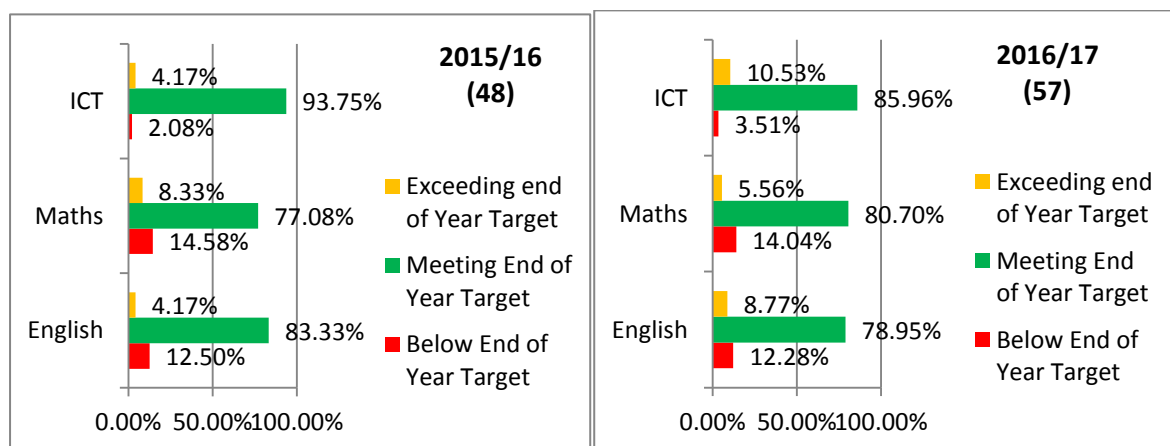 2015/16
(48)
ICT
4.17%
93.75%
2.08%
Maths
8.33%
77.08%
14.58%
English
4.17%
83.33%
12.50%
0.00% 50.00% 100.00%
Exceeding end
of Year Target
Meeting End of
Year Target
Below End of
Year Target
2016/17
(57)
ICT
10.53%
85.96%
3.51%
Maths
5.56%
80.70%
14.04%
English
8.77%
78.95%
12.28%
0.00% 50.00% 100.00%
Exceeding end
of Year Target
Meeting End
of Year Target
Below End of
Year Target